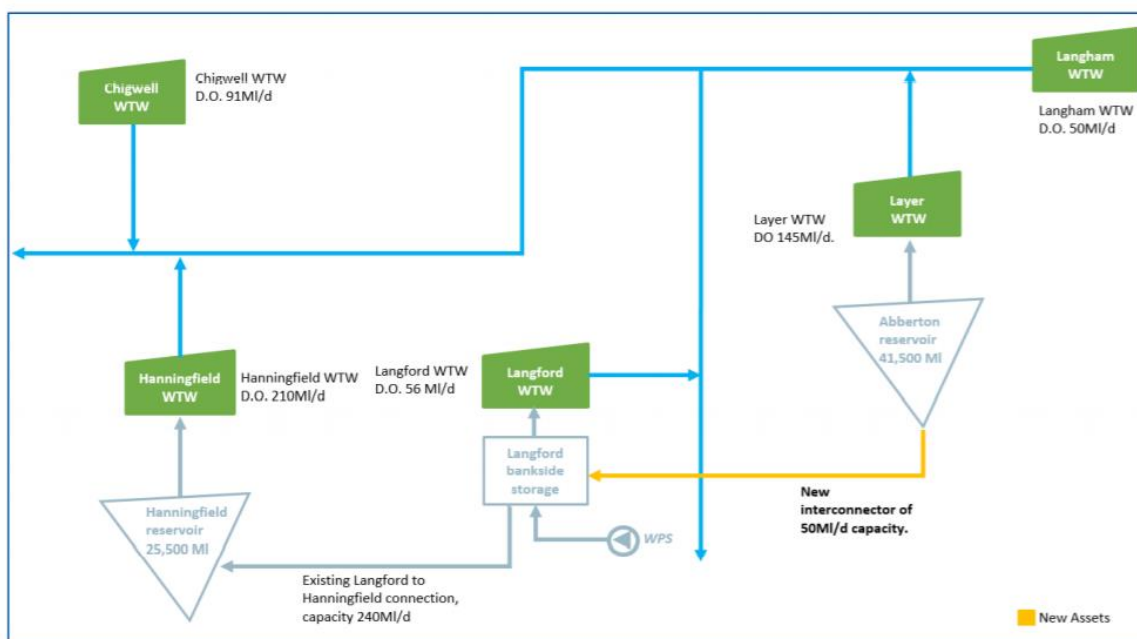 Chigwell
WTW
Chigwell WTW
D.O. 91Ml/d
Langham
WTW
Langham WTW
D.O. 50Ml/d
Layer
WTW
Layer WTW
DO 145Ml/d.
Abberton
reservoir
41,500 Ml
Hanningfield
WTW
Hanningfield WTW
D.O. 210Ml/d
Langford WTW
D.O. 56 Ml/d
Langford
WTW
Langford
bankside
storage
New
interconnector of
50Ml/d capacity.
Hanningfield
reservoir
25,500 Ml
WPS
Existing Langford to
Hanningfield connection,
capacity 240Ml/d
New Assets